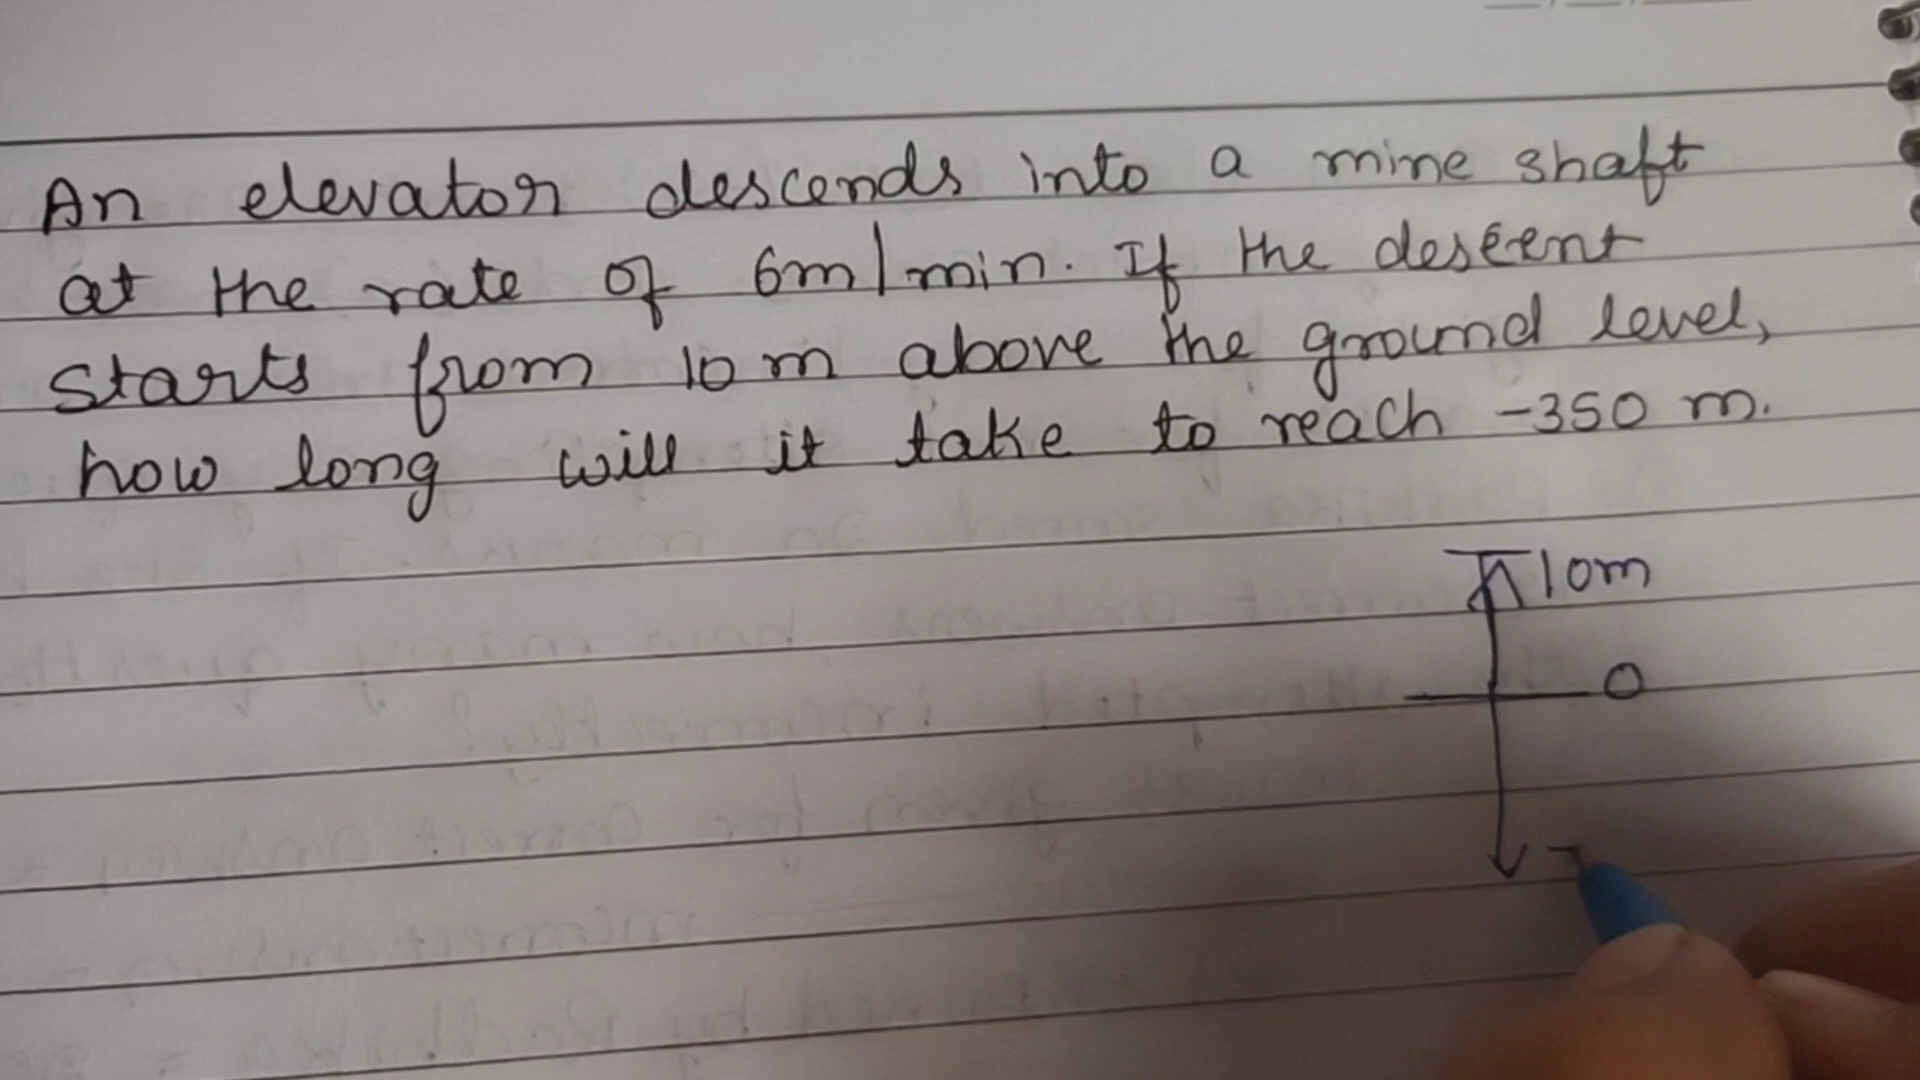 An elevator descends into a mine shaft
at the rate of 6m/min. If the descent
starts from 10 m above the ground level,
how long will it take to reach -350 m.
10m
0
-